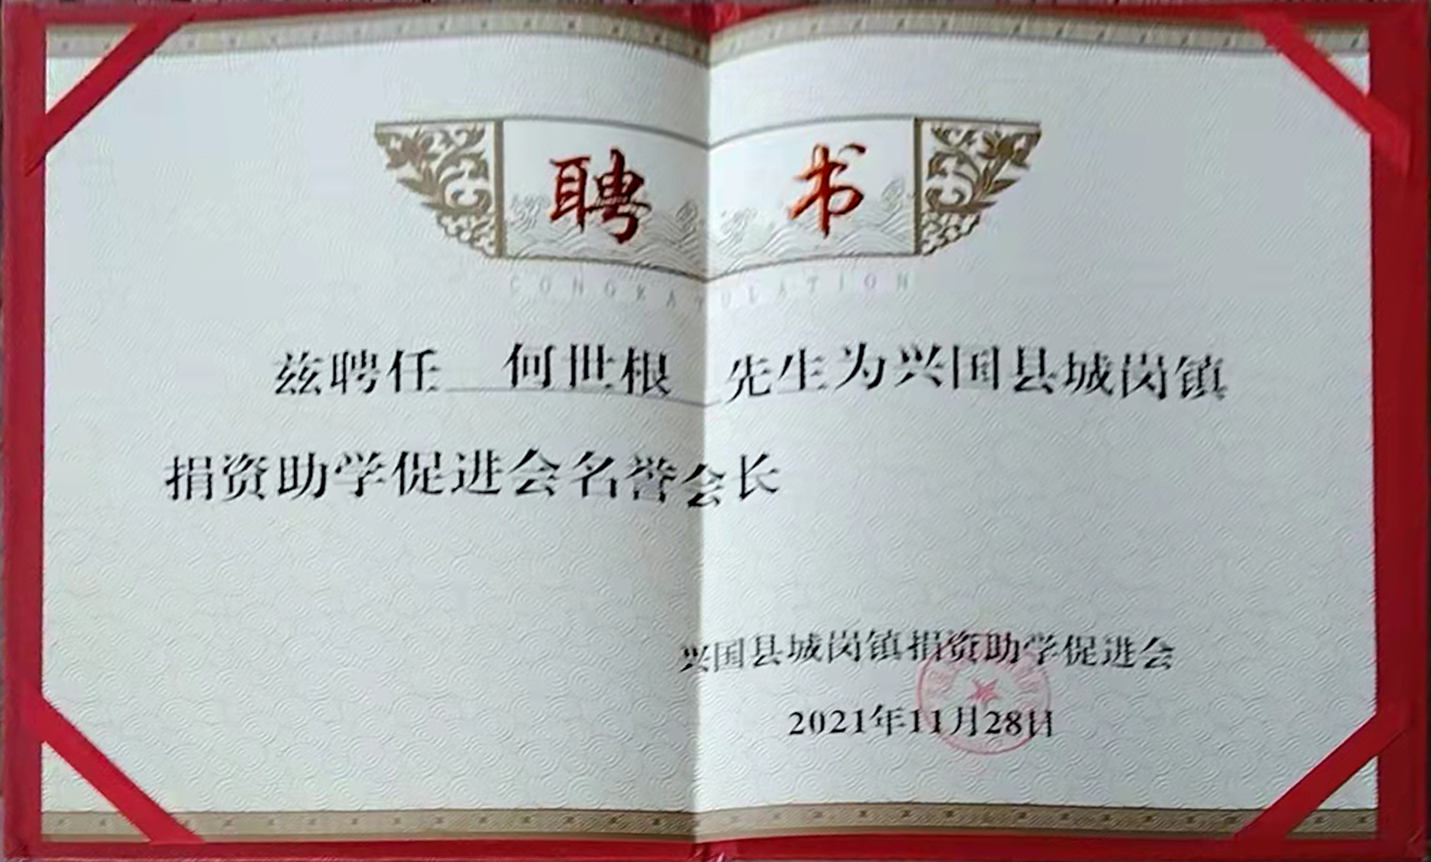 聘 书
CONGRATULATION
兹聘任 何世根 先生为兴国县城岗镇
捐资助学促进会名誉会长
兴国县城岗镇捐资助学促进会
2021年11月28日